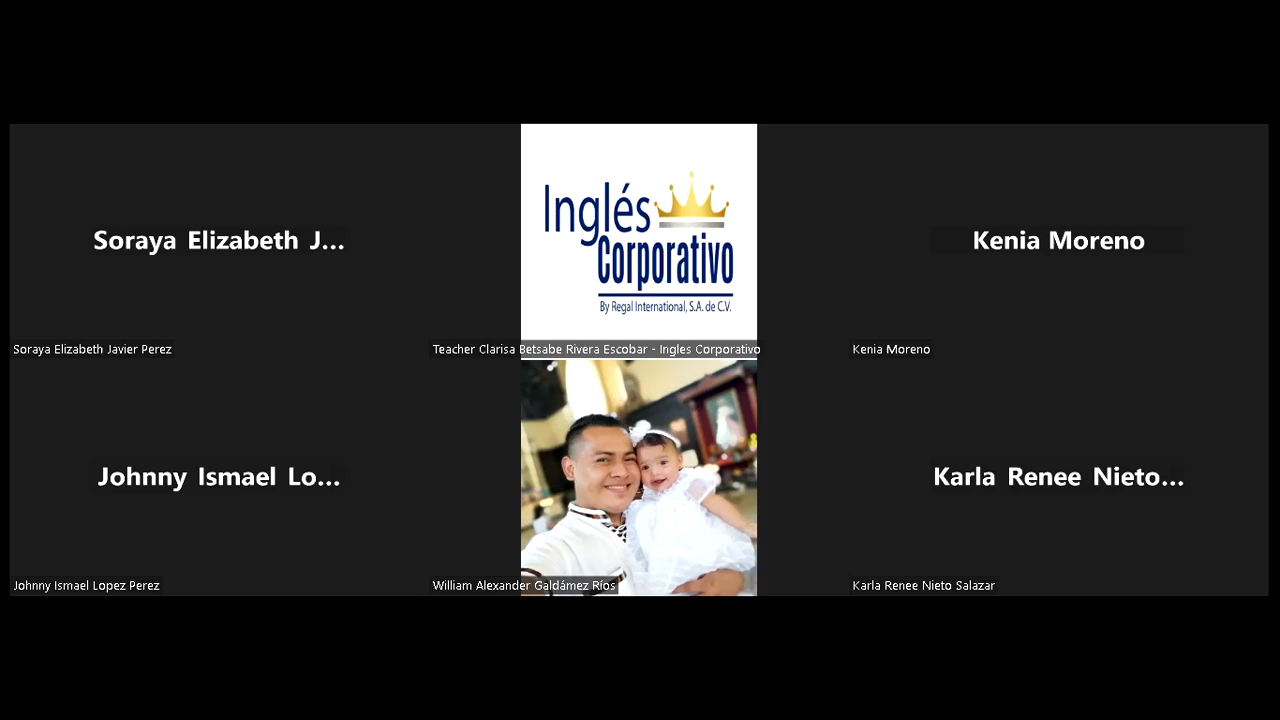 Soraya Elizabeth J...
Inglés
Corporativo
By Regal International, S.A. de C.V.
Kenia Moreno
Soraya Elizabeth Javier Perez
Teacher Clarisa Betsabe Rivera Escobar - Ingles Corporativo
Kenia Moreno
Johnny Ismael Lo...
Karla Renee Nieto...
Johnny Ismael Lopez Perez
William Alexander Galdámez Ríos
Karla Renee Nieto Salazar